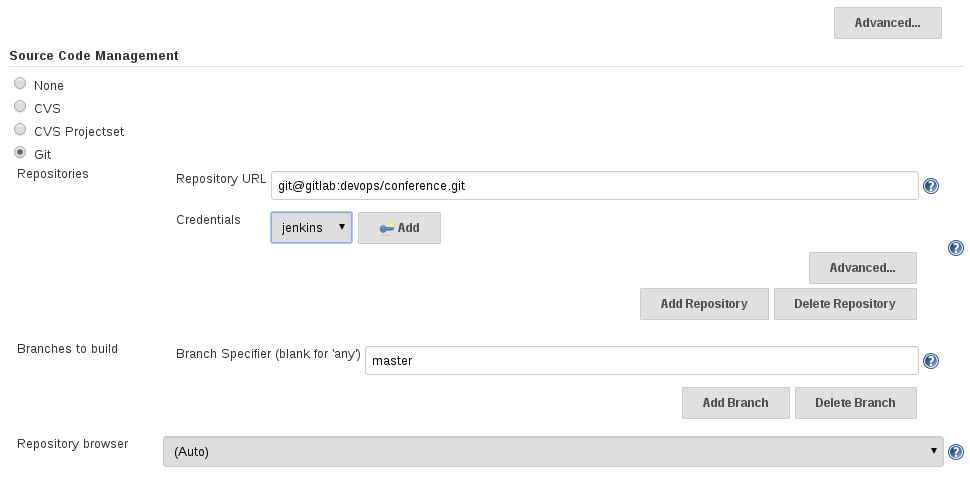 Advanced...
Source Code Management
None
CVS
CVS Projectset
Git
Repositories
Repository URL git@gitlab:devops/conference.git ?
Credentials jenkins Add
?
Advanced...
Add Repository Delete Repository
Branches to build
Branch Specifier (blank for 'any') master ?
Add Branch Delete Branch
Repository browser (Auto) ?